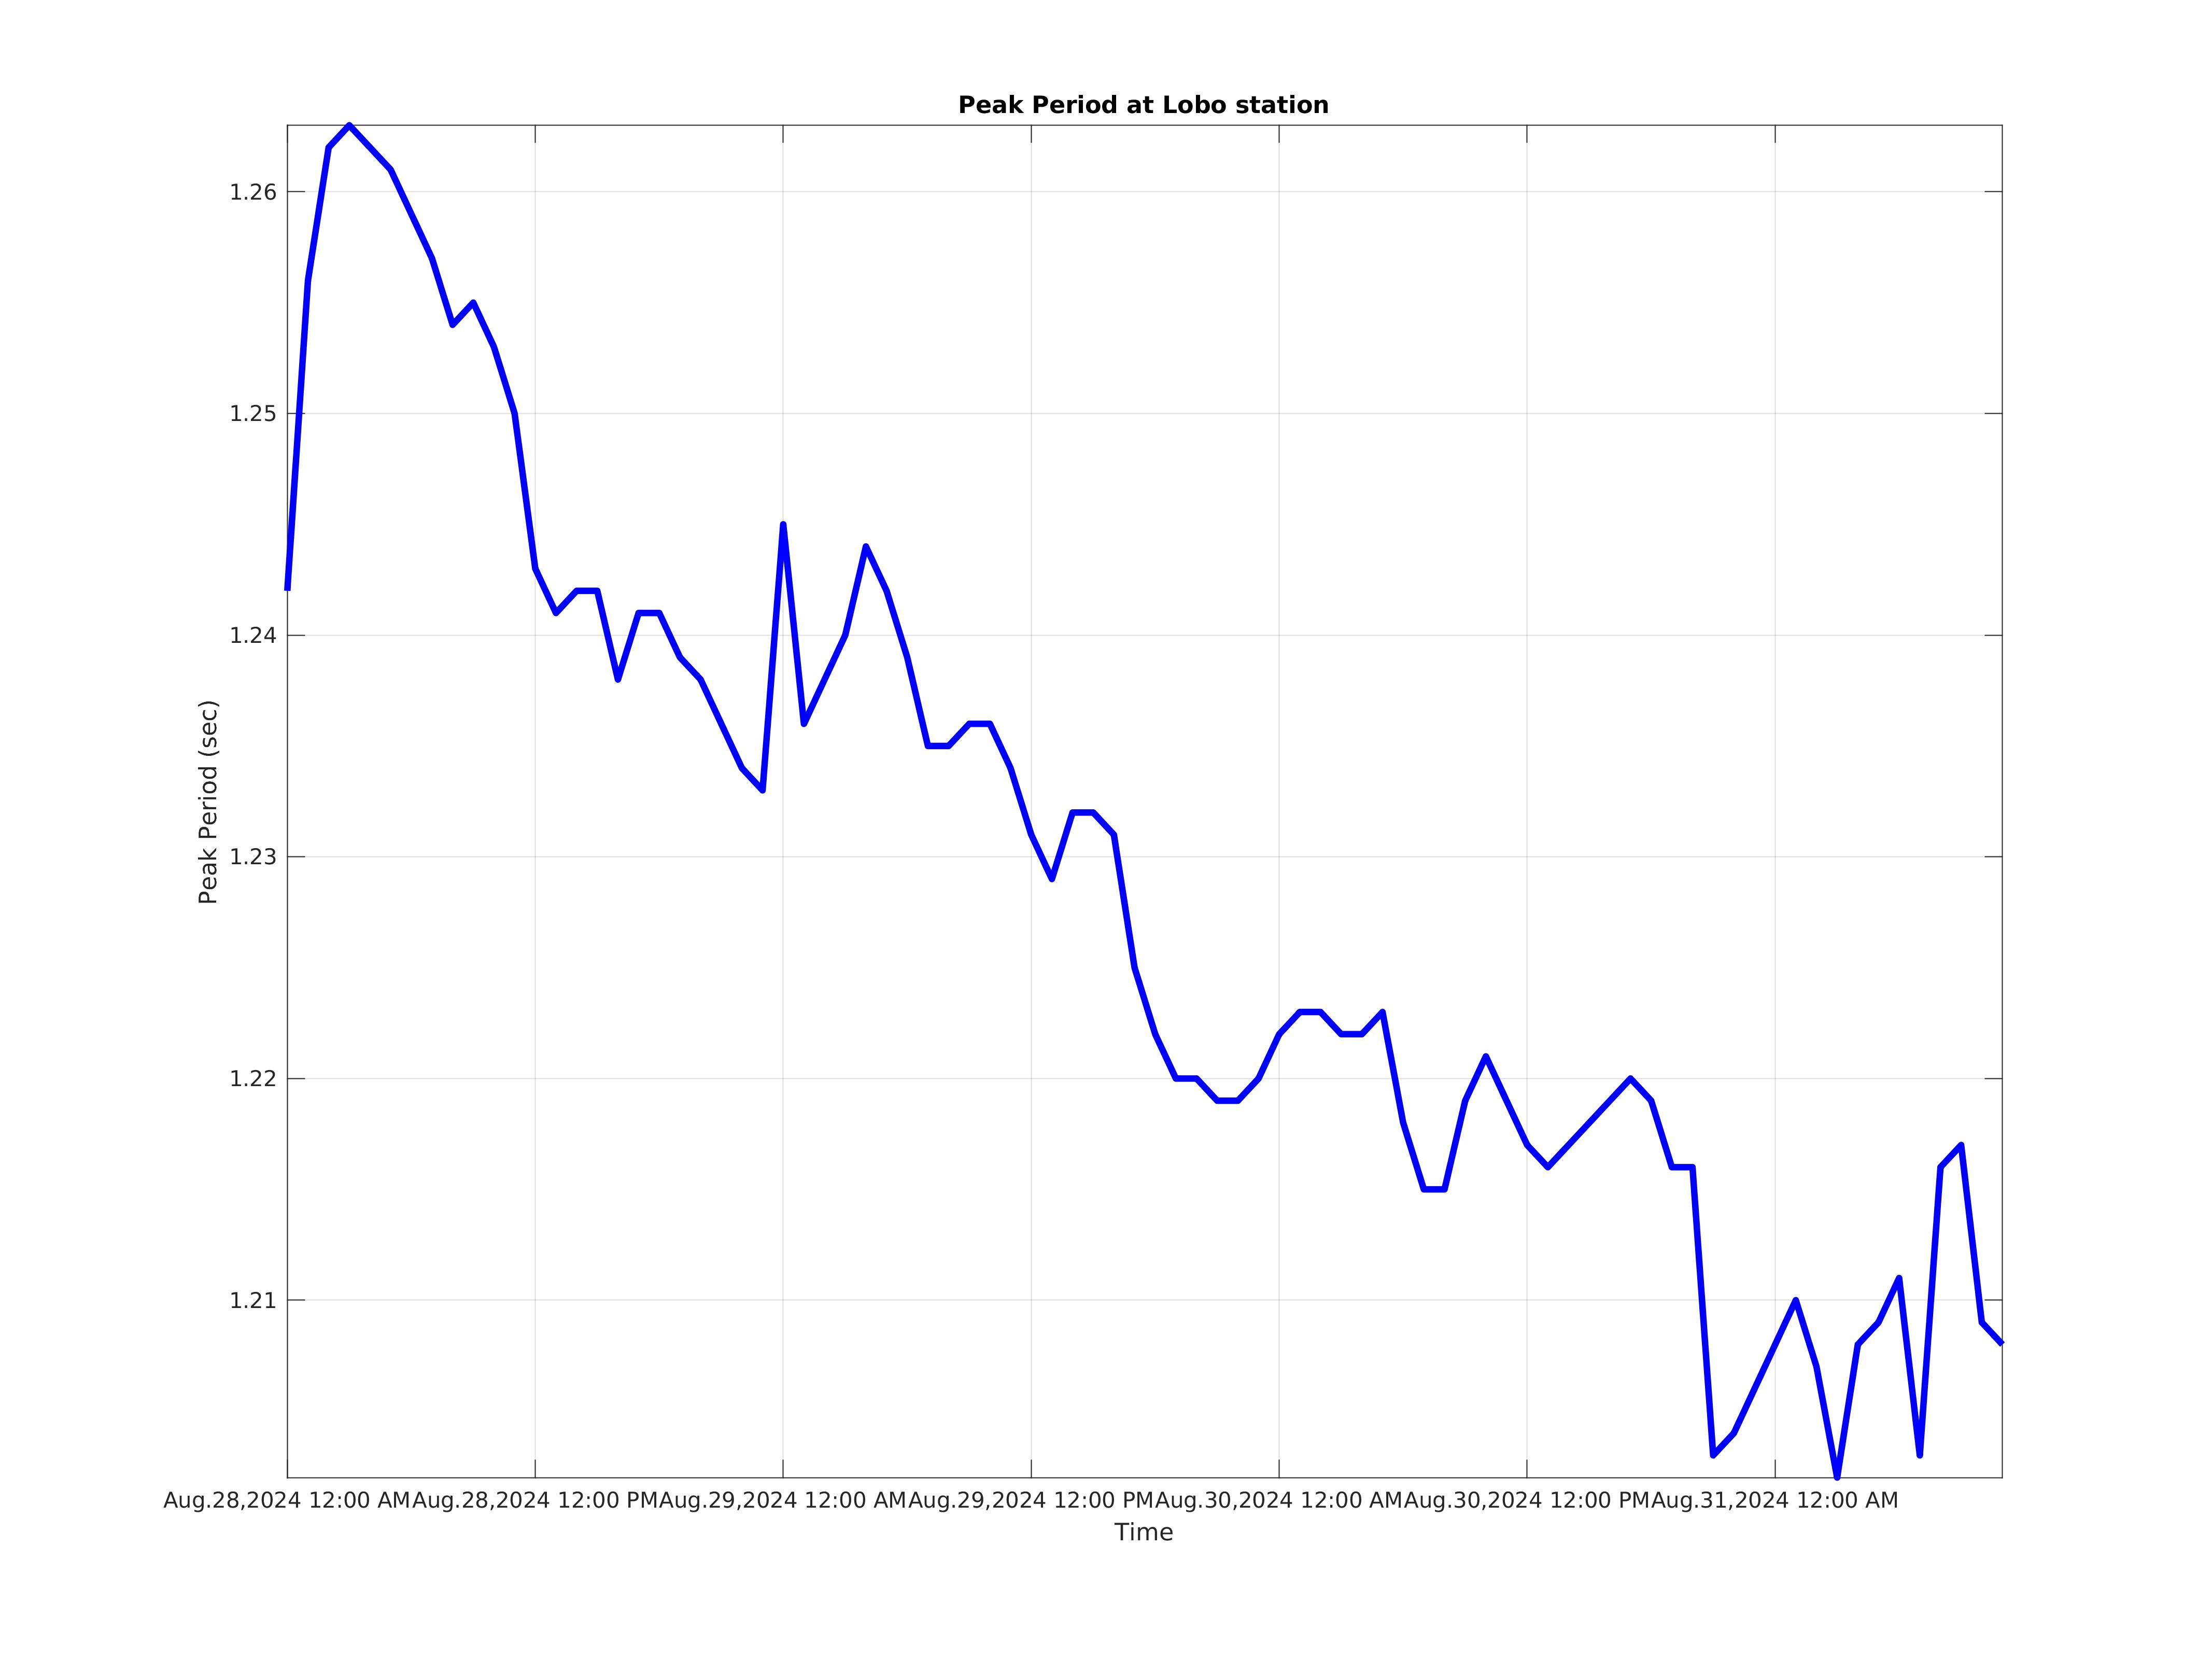 Peak Period at Lobo station
1.26
1.25
1.24
1.23
1.22
1.21
Peak Period (sec)
Aug.28,2024 12:00 AM Aug.28,2024 12:00 PM Aug.29,2024 12:00 AM Aug.29,2024 12:00 PM Aug.30,2024 12:00 AM Aug.30,2024 12:00 PM Aug.31,2024 12:00 AM
Time